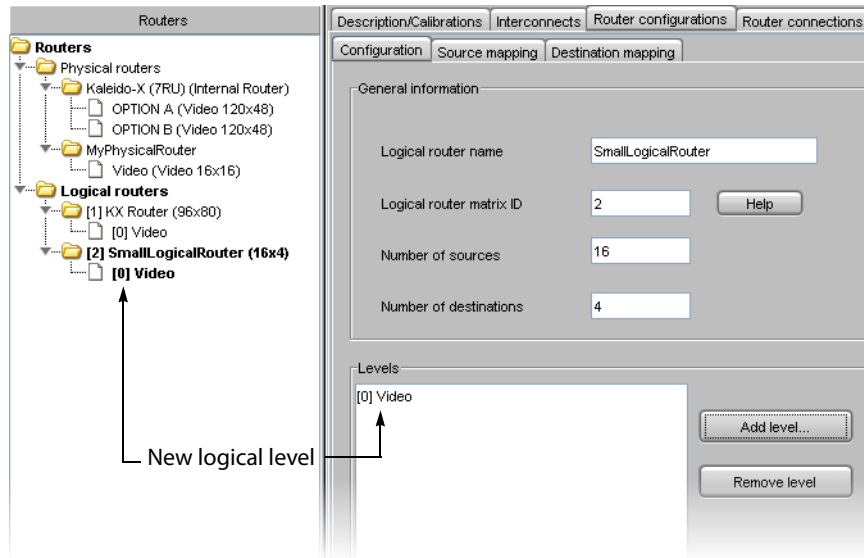 Routers
Routers
Physical routers
Kaleido-X (7RU) (Internal Router)
OPTION A (Video 120x48)
OPTION B (Video 120x48)
MyPhysicalRouter
Video (Video 16x16)
Logical routers
[1] KX Router (96x80)
[0] Video
[2] SmallLogicalRouter (16x4)
[0] Video
New logical level
Description/Calibrations Interconnects Router configurations Router connections
Configuration Source mapping Destination mapping
General information
Logical router name SmallLogicalRouter
Logical router matrix ID 2 Help
Number of sources 16
Number of destinations 4
Levels
[0] Video
Add level...
Remove level